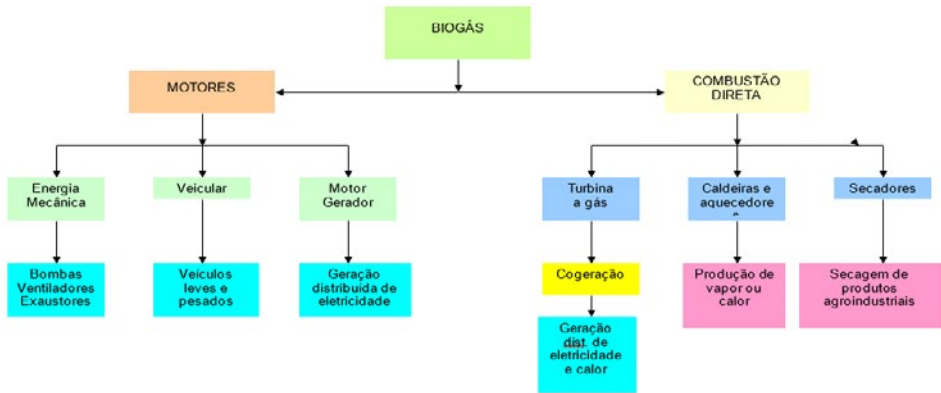 BIOGÁS
MOTORES
COMBUSTÃO
DIRETA
Energia
Mecânica
Veicular
Motor
Gerador
Turbina
a gás
Caldeiras e
aquecedore
Secadores
Bombas
Ventiladores
Exaustores
Veículos
leves e
pesados
Geração
distribuída de
eletricidade
Cogeração
Produção de
vapor ou
calor
Secagem de
produtos
agroindustriais
Geração
dist. de
eletricidade
e calor